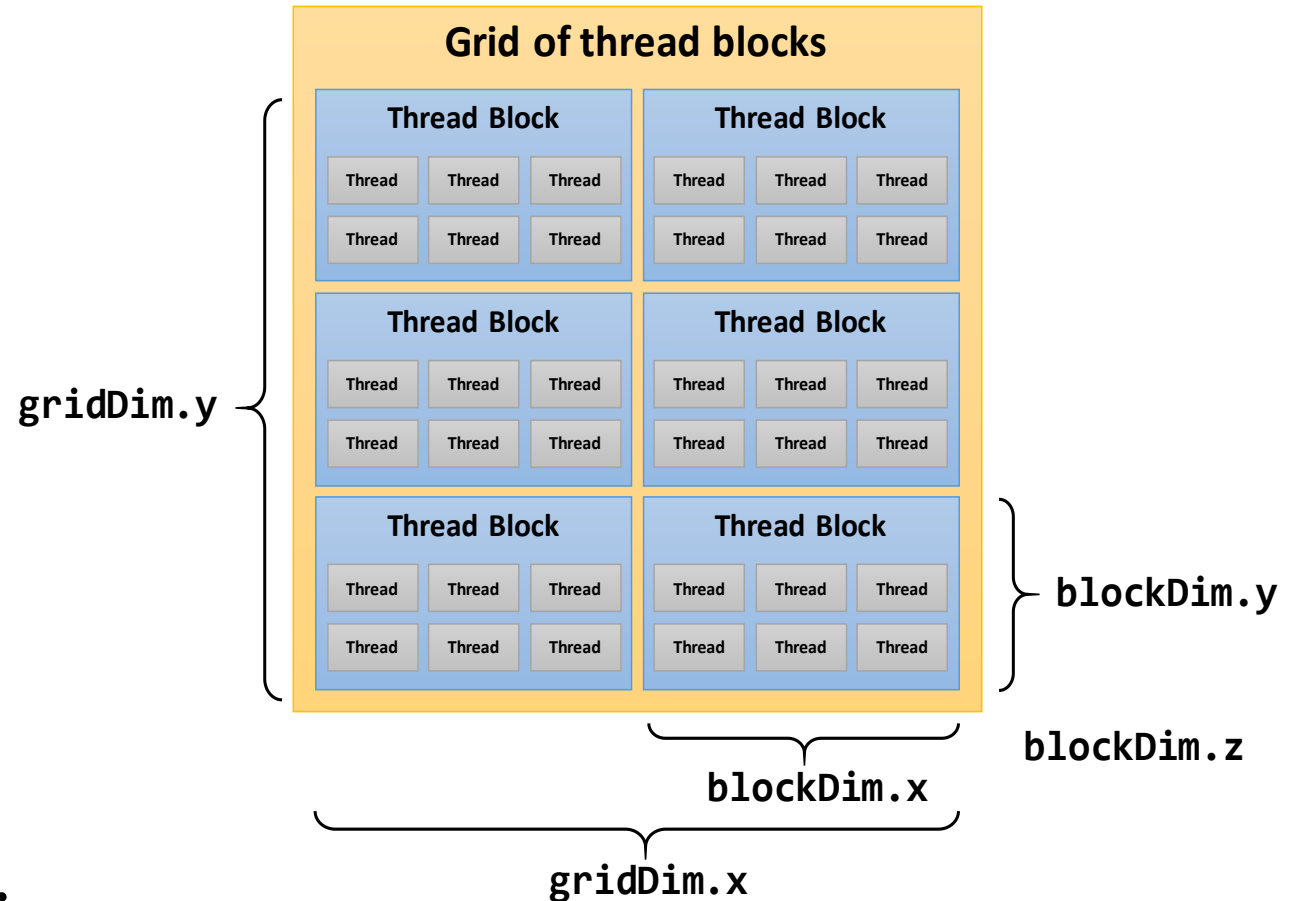 Grid of thread blocks
Thread Block Thread Block
Thread Thread Thread Thread Thread Thread
Thread Thread Thread Thread Thread Thread
Thread Block Thread Block
Thread Thread Thread Thread Thread Thread
gridDim.y
Thread Thread Thread Thread Thread Thread
Thread Block Thread Block
Thread Thread Thread Thread Thread Thread
blockDim.y
Thread Thread Thread Thread Thread Thread
blockDim.z
blockDim.x
gridDim.x
.